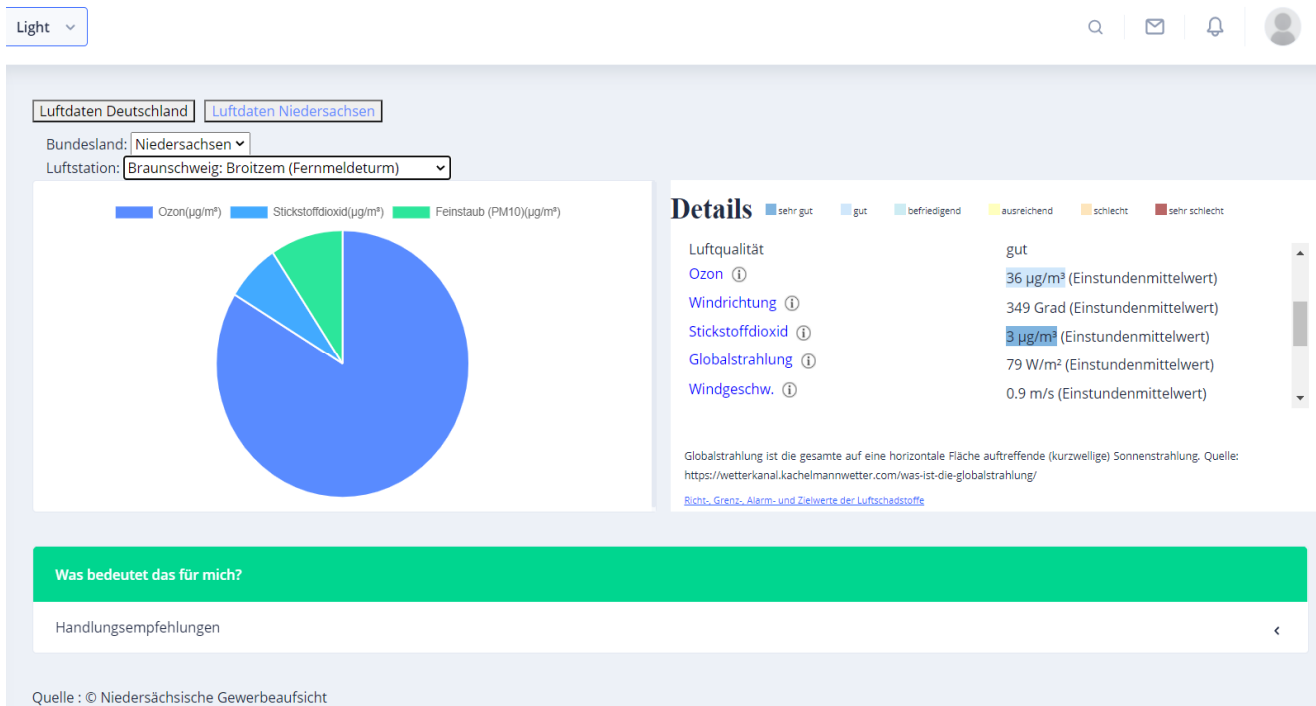 Light
Luftdaten Deutschland Luftdaten Niedersachsen
Bundesland: Niedersachsen
Luftstation: Braunschweig: Broitzem (Fernmeldeturm)
Ozon(µg/m³) Stickstoffdioxid(µg/m³) Feinstaub (PM10)(µg/m³)
Details sehr gut gut befriedigend ausreichend schlecht sehr schlecht
Luftqualität gut
Ozon i 36 µg/m³ (Einstundenmittelwert)
Windrichtung i 349 Grad (Einstundenmittelwert)
Stickstoffdioxid i 3 µg/m³ (Einstundenmittelwert)
Globalstrahlung i 79 W/m² (Einstundenmittelwert)
Windgeschw. i 0.9 m/s (Einstundenmittelwert)
Globalstrahlung ist die gesamte auf eine horizontale Fläche auftreffende (kurzwellige) Sonnenstrahlung. Quelle:
https://wetterkanal.kachelmannwetter.com/was-ist-die-globalstrahlung/
Richt-, Grenz-, Alarm- und Zielwerte der Luftschadstoffe
Was bedeutet das für mich?
Handlungsempfehlungen
Quelle : © Niedersächsische Gewerbeaufsicht